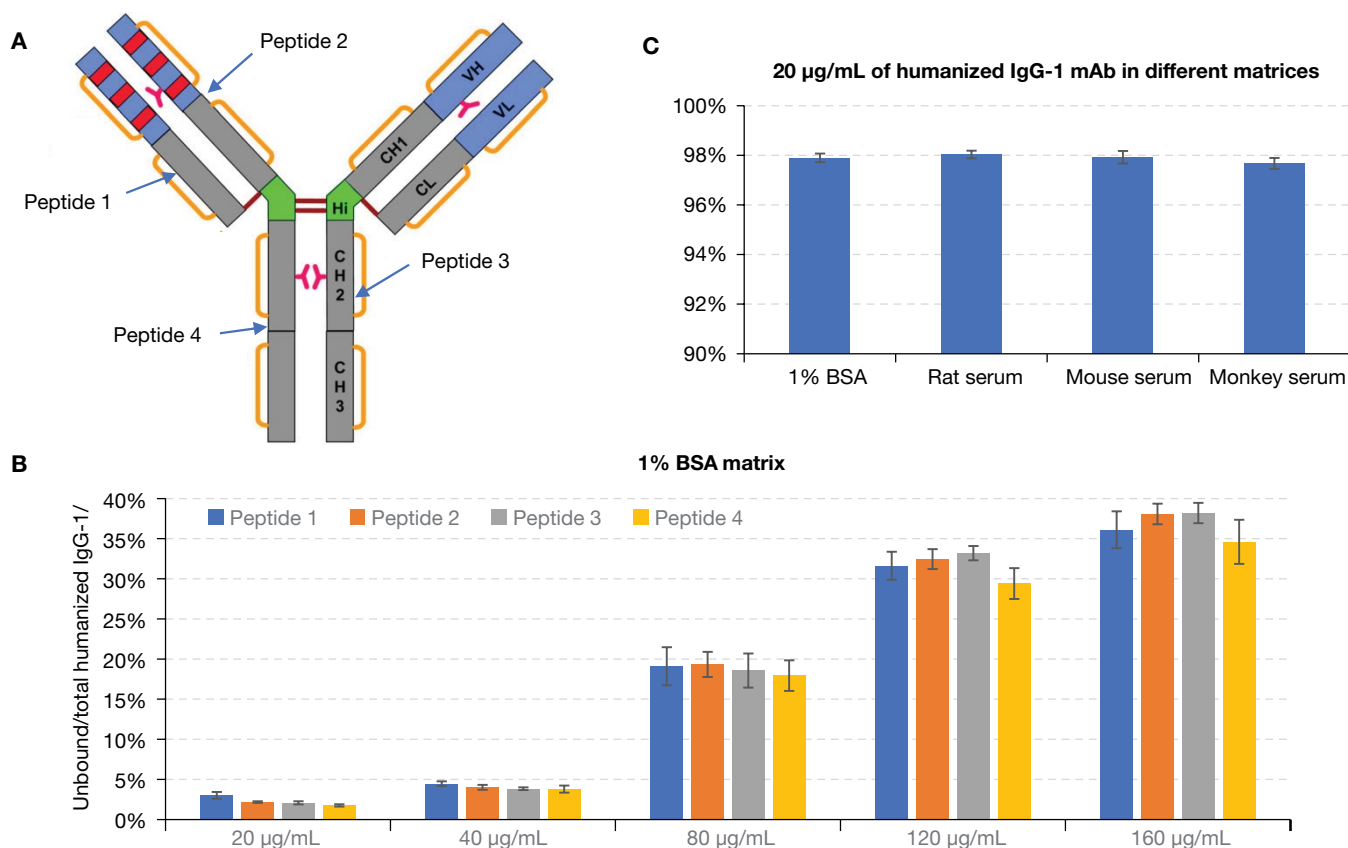 A
Peptide 2
VH
VL
CH1
CL
Peptide 1
Hi
CH2
Peptide 3
Peptide 4
CH3
C
20 µg/mL of humanized IgG-1 mAb in different matrices
100%
98%
96%
94%
92%
90%
1% BSA
Rat serum
Mouse serum
Monkey serum
B
1% BSA matrix
Unbound/total humanized IgG-1/
40%
35%
30%
25%
20%
15%
10%
5%
0%
Peptide 1
Peptide 2
Peptide 3
Peptide 4
20 µg/mL
40 µg/mL
80 µg/mL
120 µg/mL
160 µg/mL